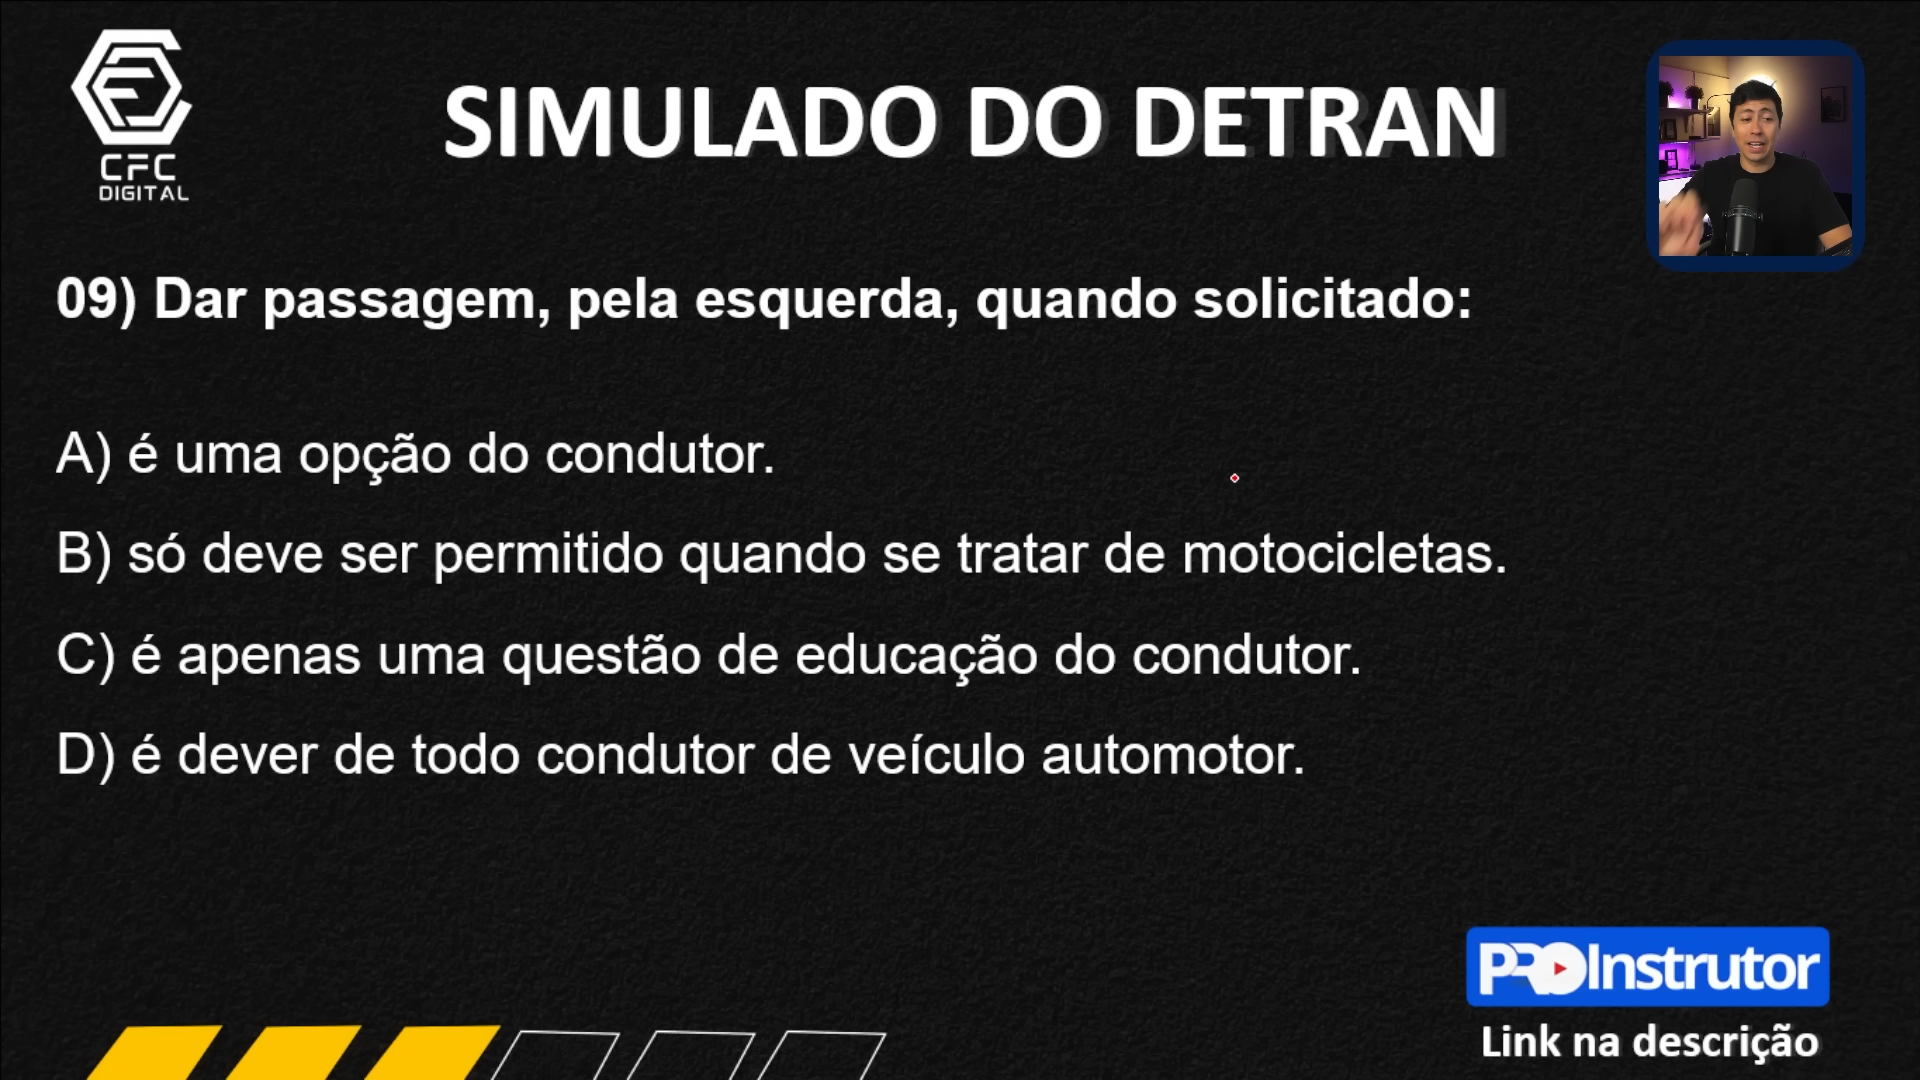 CFC
DIGITAL
SIMULADO DO DETRAN
09) Dar passagem, pela esquerda, quando solicitado:
A) é uma opção do condutor.
B) só deve ser permitido quando se tratar de motocicletas.
C) é apenas uma questão de educação do condutor.
D) é dever de todo condutor de veículo automotor.
PROInstrutor
Link na descrição